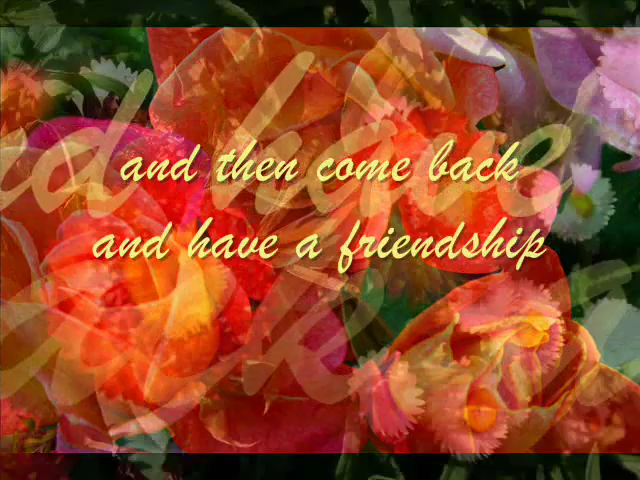 and then come back
and have a friendship